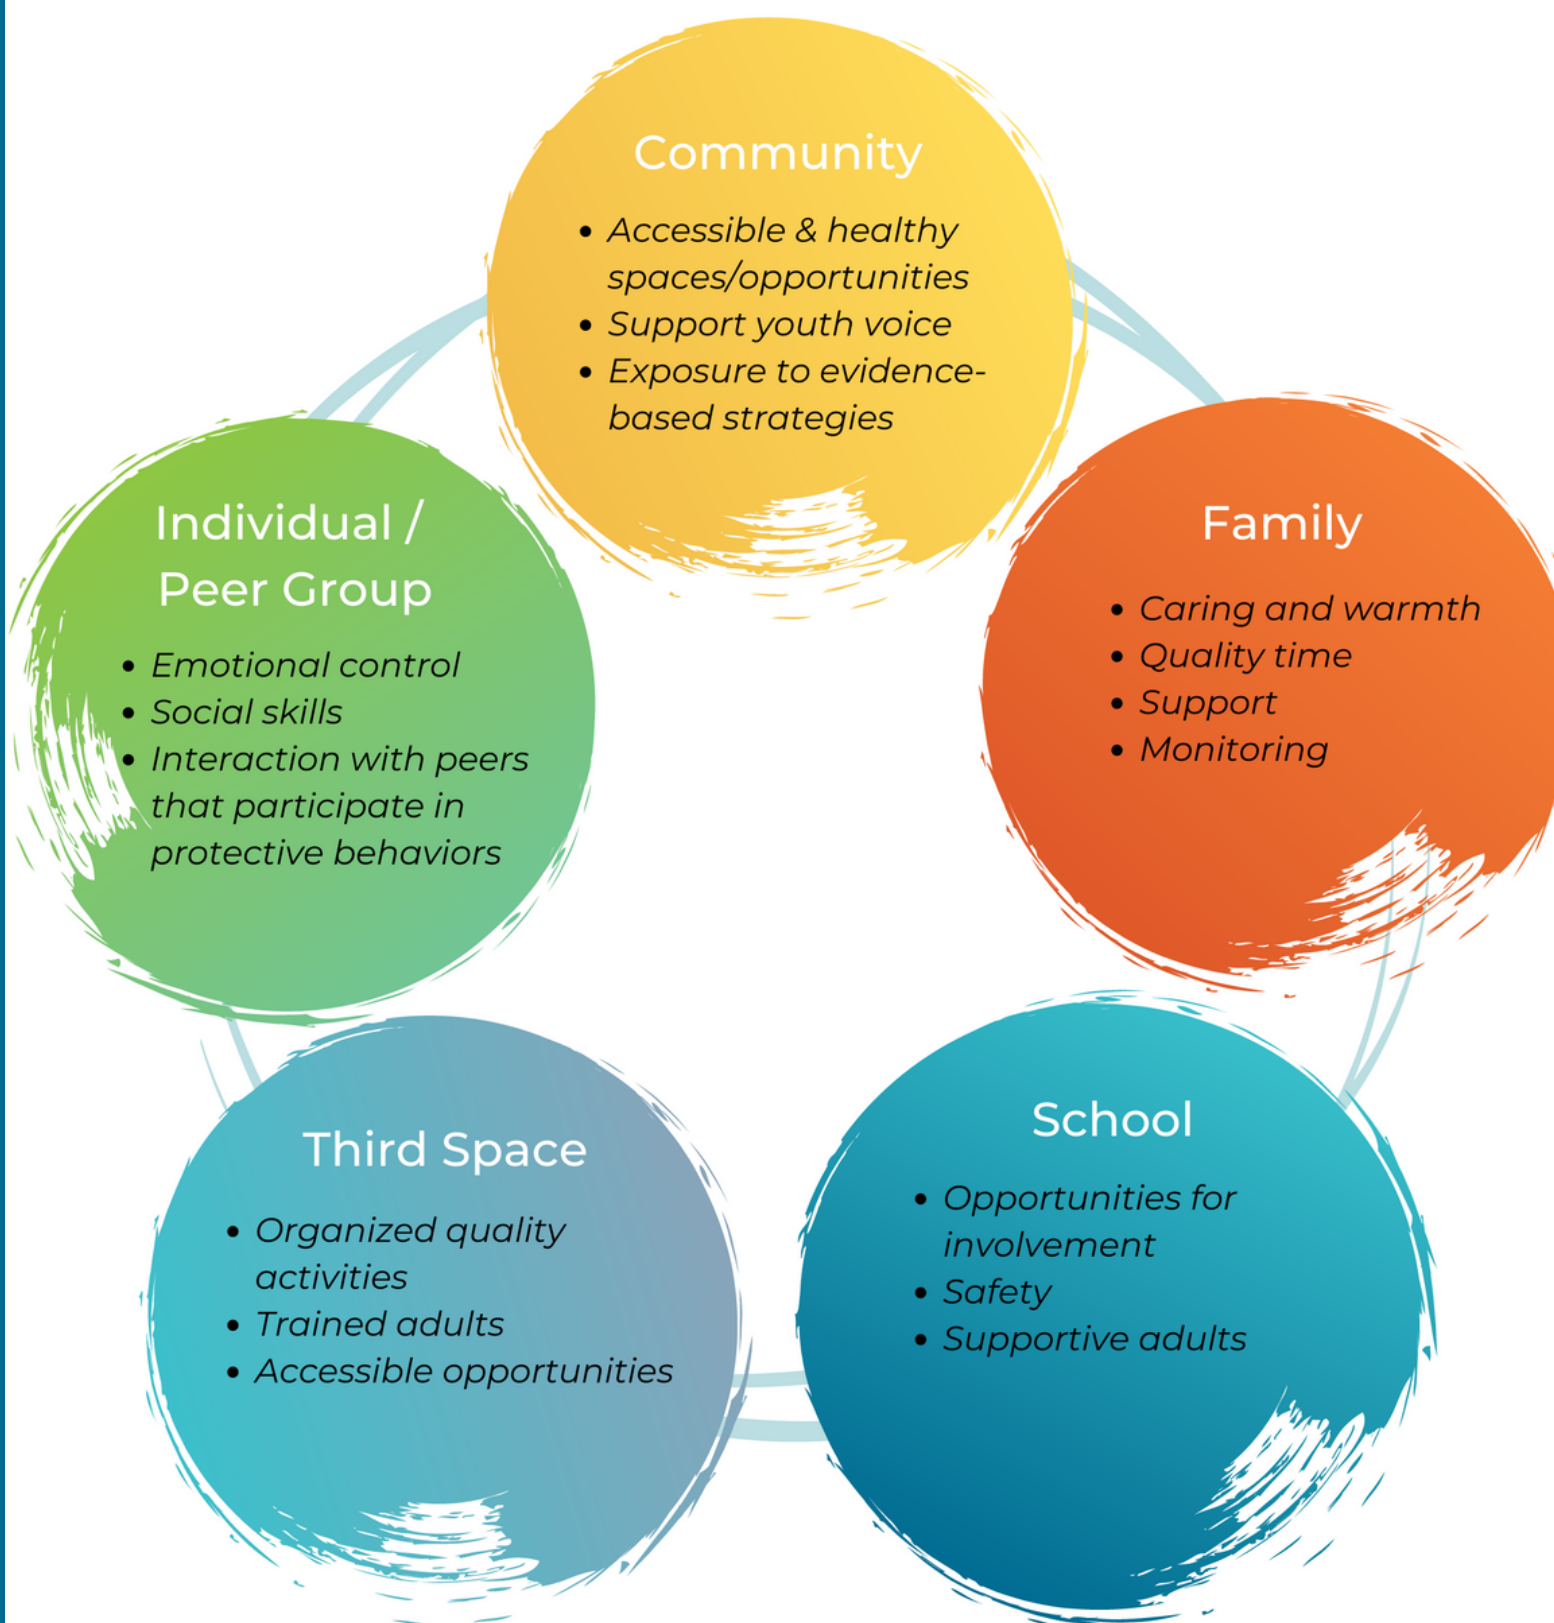 Community
• Accessible & healthy
spaces/opportunities
• Support youth voice
• Exposure to evidence-
based strategies
Family
• Caring and warmth
• Quality time
• Support
• Monitoring
School
• Opportunities for
involvement
• Safety
• Supportive adults
Third Space
• Organized quality
activities
• Trained adults
• Accessible opportunities
Individual /
Peer Group
• Emotional control
• Social skills
• Interaction with peers
that participate in
protective behaviors